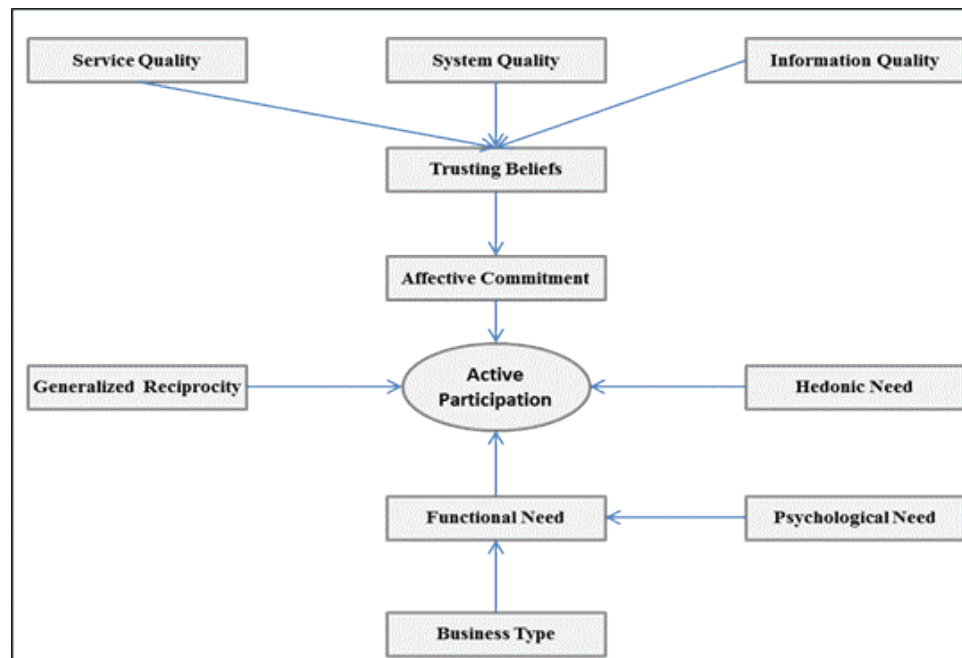 Service Quality
System Quality
Information Quality
Trusting Beliefs
Affective Commitment
Generalized Reciprocity
Active
Participation
Hedonic Need
Functional Need
Psychological Need
Business Type